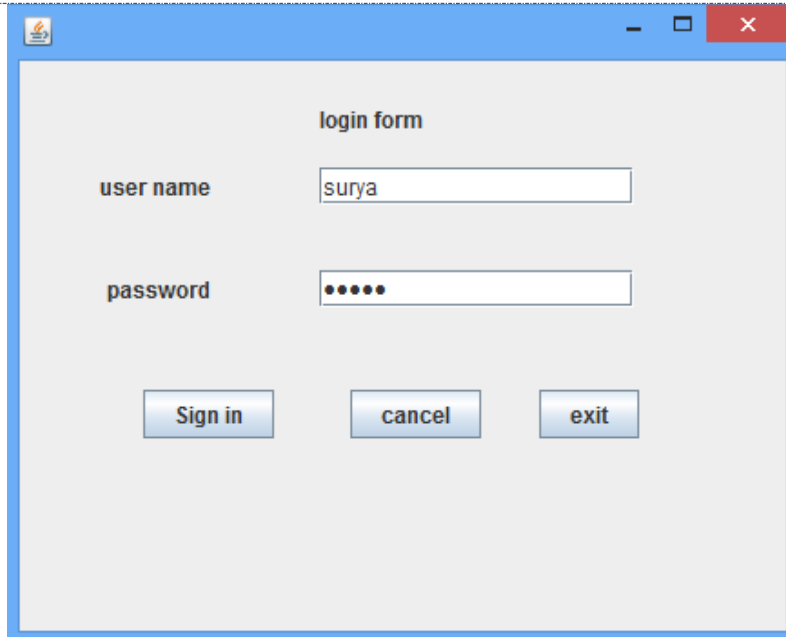 login form
user name surya
password •••••
Sign in cancel exit